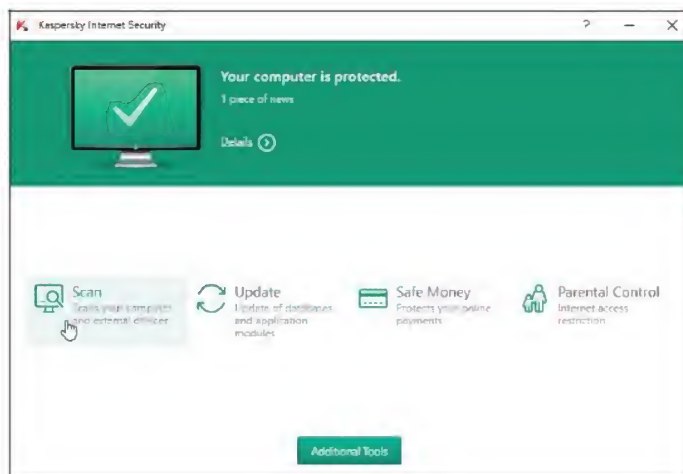 Kaspersky Internet Security
Your computer is protected.
1 piece of news
Details
Scan
Scans your computer
and external devices
Update
Update of databases
and application
modules
Safe Money
Protects your online
payments
Parental Control
Internet access
restriction
Additional Tools